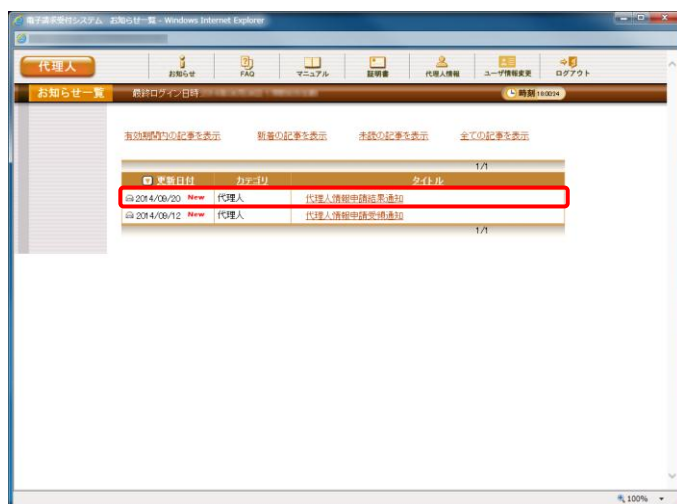 電子請求受付システム お知らせ一覧 - Windows Internet Explorer
代理人
お知らせ FAQ マニュアル 証明書 代理人情報 ユーザ情報変更 ログアウト
お知らせ一覧 最終ログイン日時 時刻 18:00:24
有効期間内の記事を表示 新着の記事を表示 未読の記事を表示 全ての記事を表示
1/1
更新日付 カテゴリ タイトル
2014/09/20 New 代理人 代理人情報申請結果通知
2014/09/12 New 代理人 代理人情報申請受領通知
1/1
100%